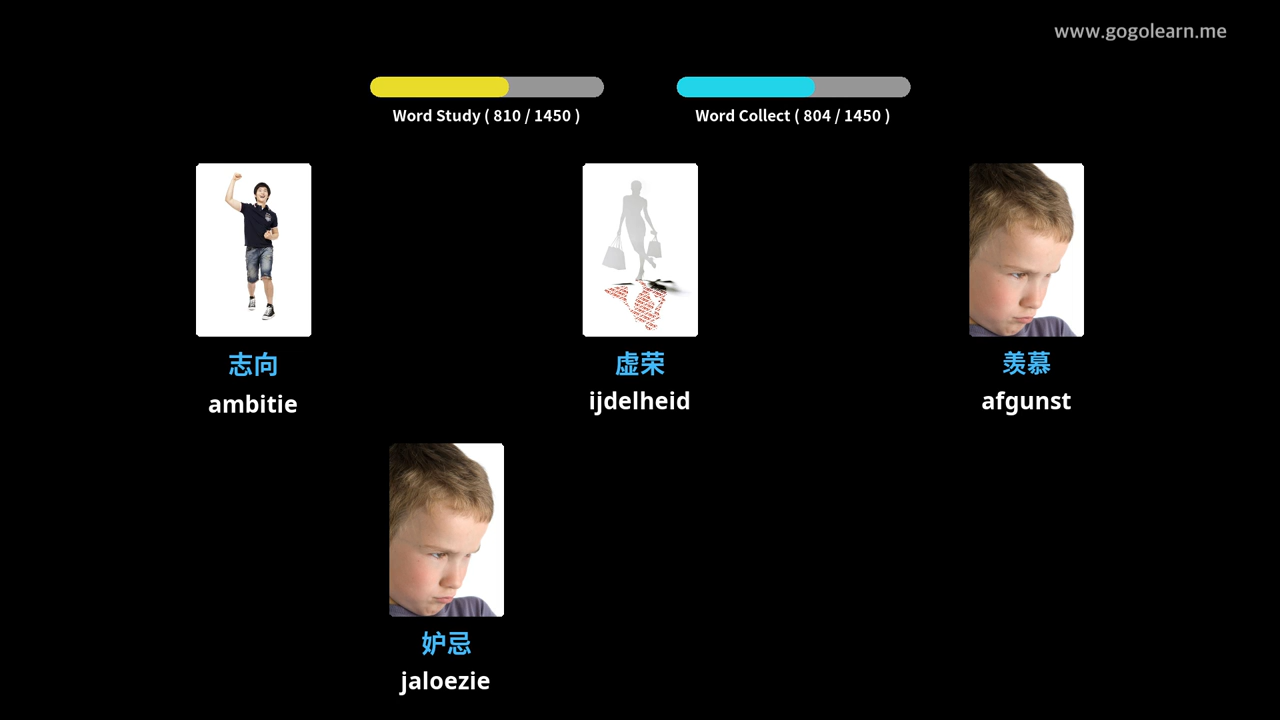 www.gogolearn.me
Word Study ( 810 / 1450 )
Word Collect ( 804 / 1450 )
志向
ambitie
虚荣
ijdelheid
羡慕
afgunst
妒忌
jaloezie